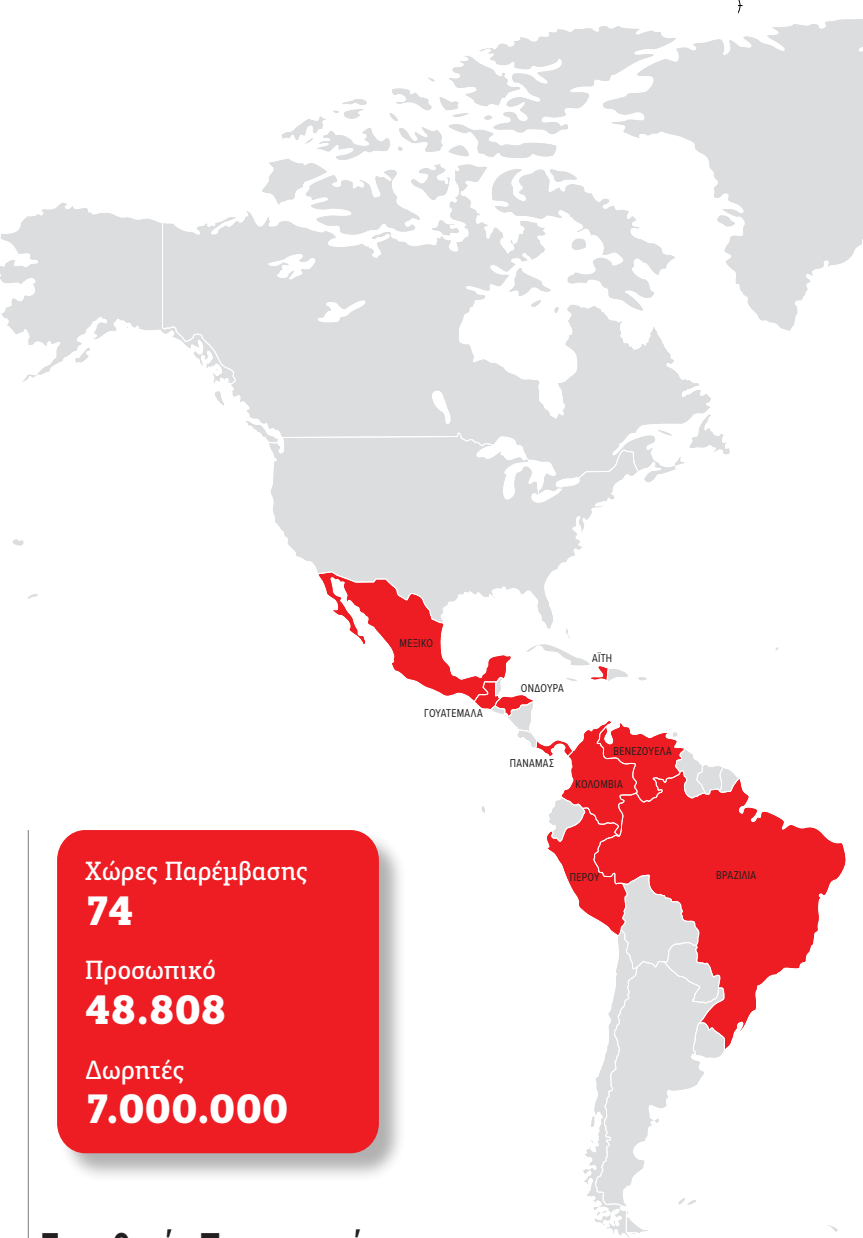 ΜΕΞΙΚΟ
ΑΪΤΗ
ΟΝΔΟΥΡΑ
ΓΟΥΑΤΕΜΑΛΑ
ΠΑΝΑΜΑΣ
ΒΕΝΕΖΟΥΕΛΑ
ΚΟΛΟΜΒΙΑ
ΠΕΡΟΥ
ΒΡΑΖΙΛΙΑ
Χώρες Παρέμβασης
74
Προσωπικό
48.808
Δωρητές
7.000.000